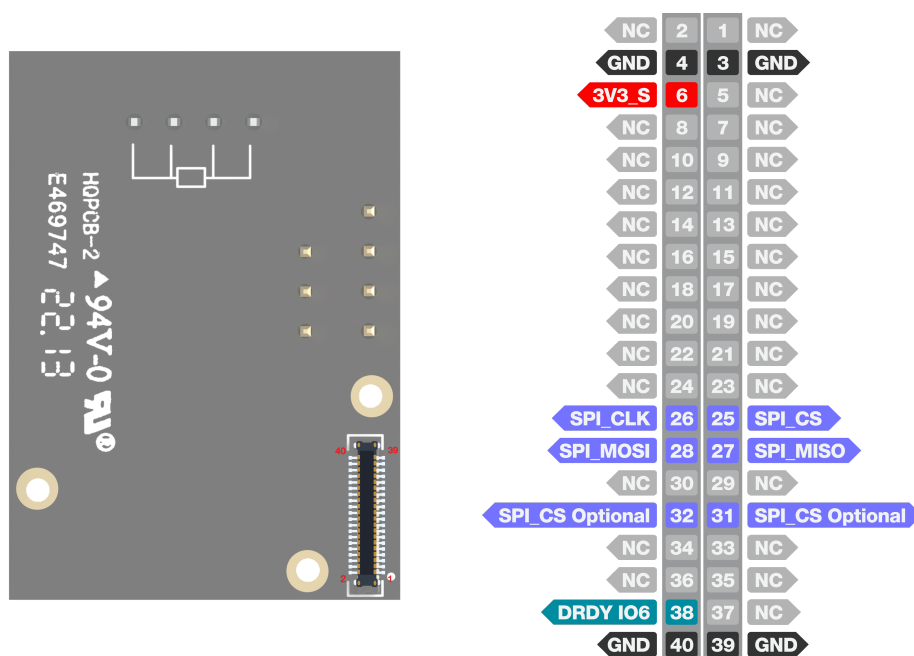 HQPCB-2 ▲ 94V-0 RU®
E469747 22.13
40 39
2 1
NC 2 1 NC
GND 4 3 GND
3V3_S 6 5 NC
NC 8 7 NC
NC 10 9 NC
NC 12 11 NC
NC 14 13 NC
NC 16 15 NC
NC 18 17 NC
NC 20 19 NC
NC 22 21 NC
NC 24 23 NC
SPI_CLK 26 25 SPI_CS
SPI_MOSI 28 27 SPI_MISO
NC 30 29 NC
SPI_CS Optional 32 31 SPI_CS Optional
NC 34 33 NC
NC 36 35 NC
DRDY IO6 38 37 NC
GND 40 39 GND